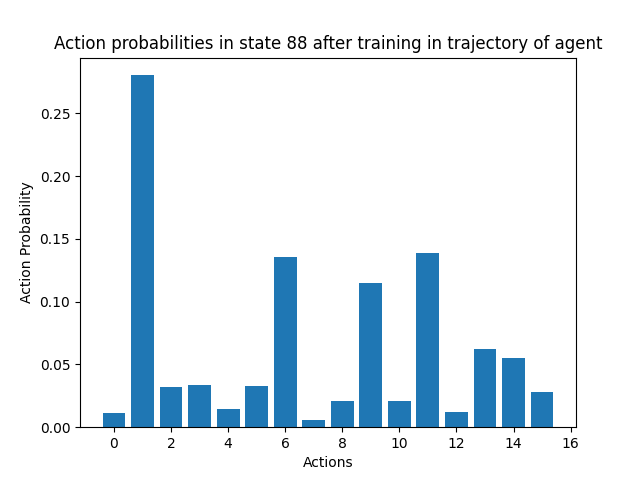 Action probabilities in state 88 after training in trajectory of agent
0.25
0.20
0.15
0.10
0.05
0.00
Action Probability
0 2 4 6 8 10 12 14 16
Actions